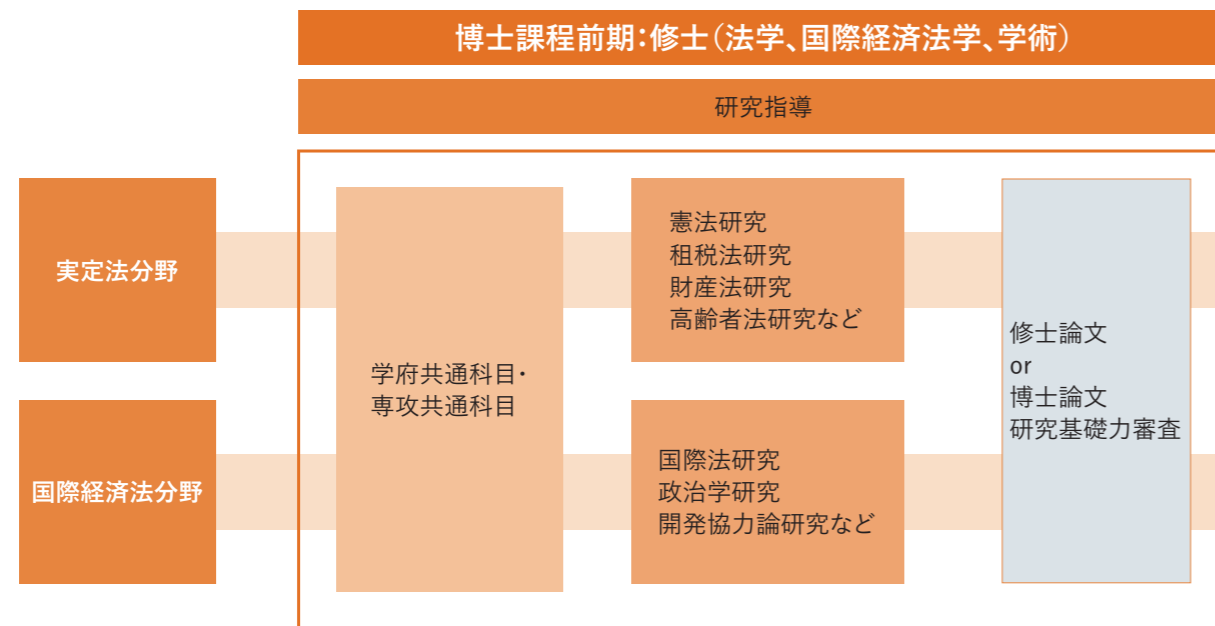 博士課程前期：修士（法学、国際経済法学、学術）
研究指導
実定法分野
学府共通科目・
専攻共通科目
憲法研究
租税法研究
財産法研究
高齢者法研究など
修士論文
or
博士論文
研究基礎力審査
国際経済法分野
国際法研究
政治学研究
開発協力論研究など